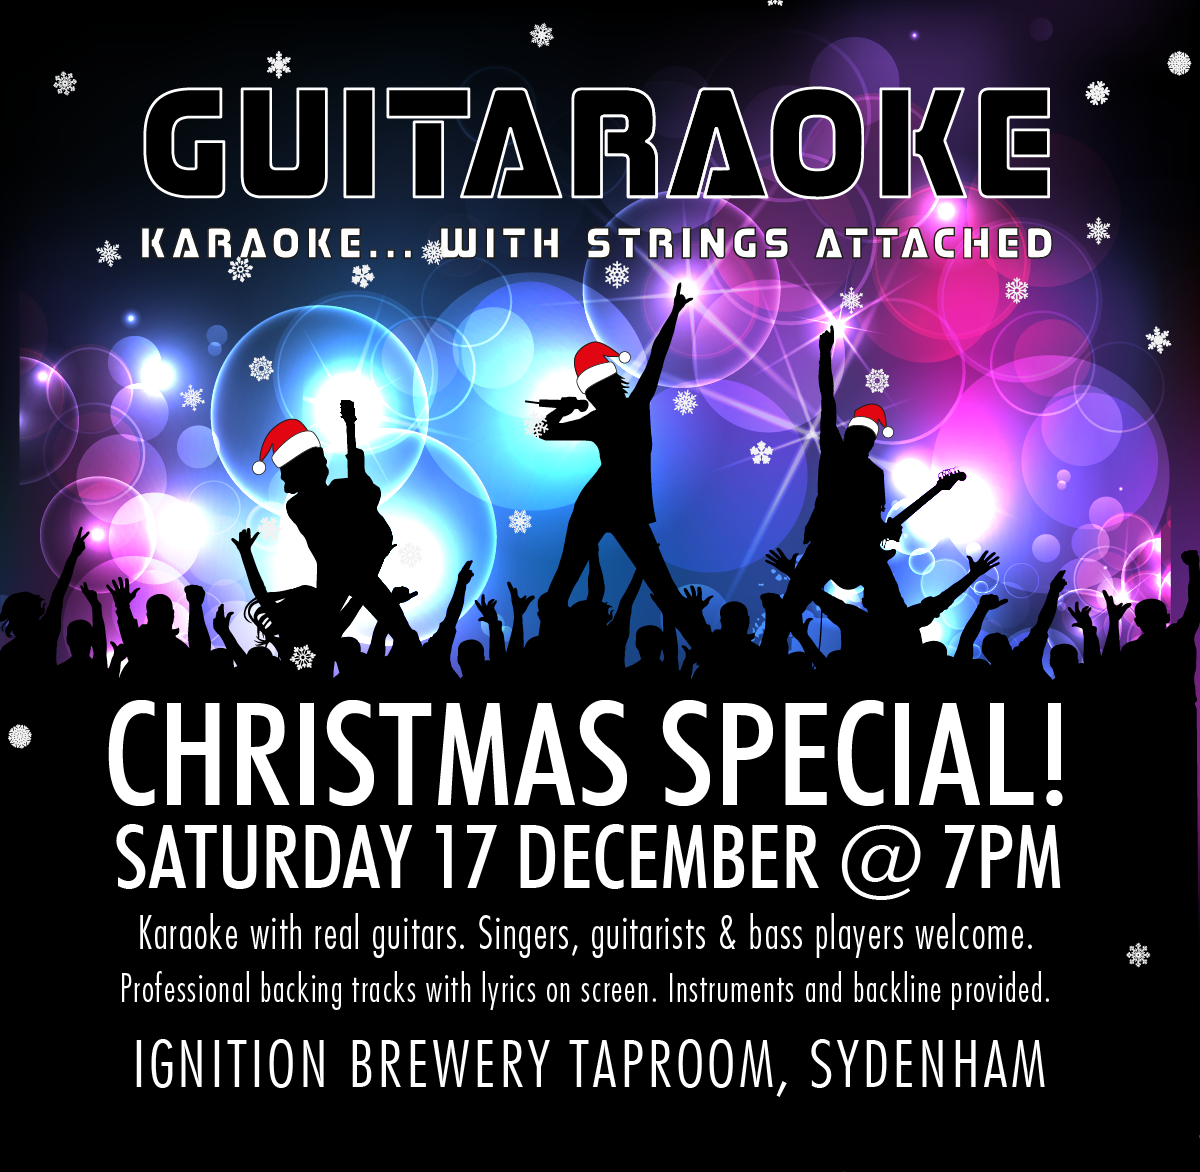 GUITARAOKE
KARAOKE... WITH STRINGS ATTACHED
CHRISTMAS SPECIAL!
SATURDAY 17 DECEMBER @ 7PM
Karaoke with real guitars. Singers, guitarists & bass players welcome.
Professional backing tracks with lyrics on screen. Instruments and backline provided.
IGNITION BREWERY TAPROOM, SYDENHAM